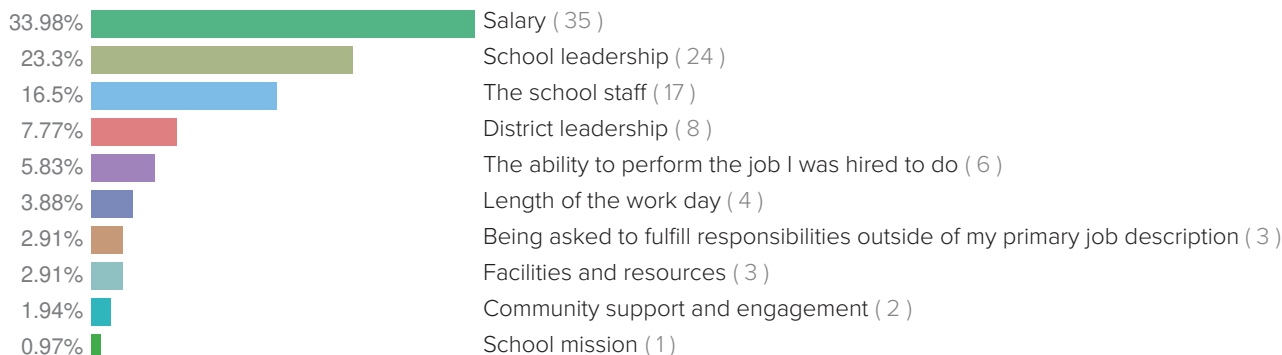 33.98% Salary ( 35 )
23.3% School leadership ( 24 )
16.5% The school staff ( 17 )
7.77% District leadership ( 8 )
5.83% The ability to perform the job I was hired to do ( 6 )
3.88% Length of the work day ( 4 )
2.91% Being asked to fulfill responsibilities outside of my primary job description ( 3 )
2.91% Facilities and resources ( 3 )
1.94% Community support and engagement ( 2 )
0.97% School mission ( 1 )